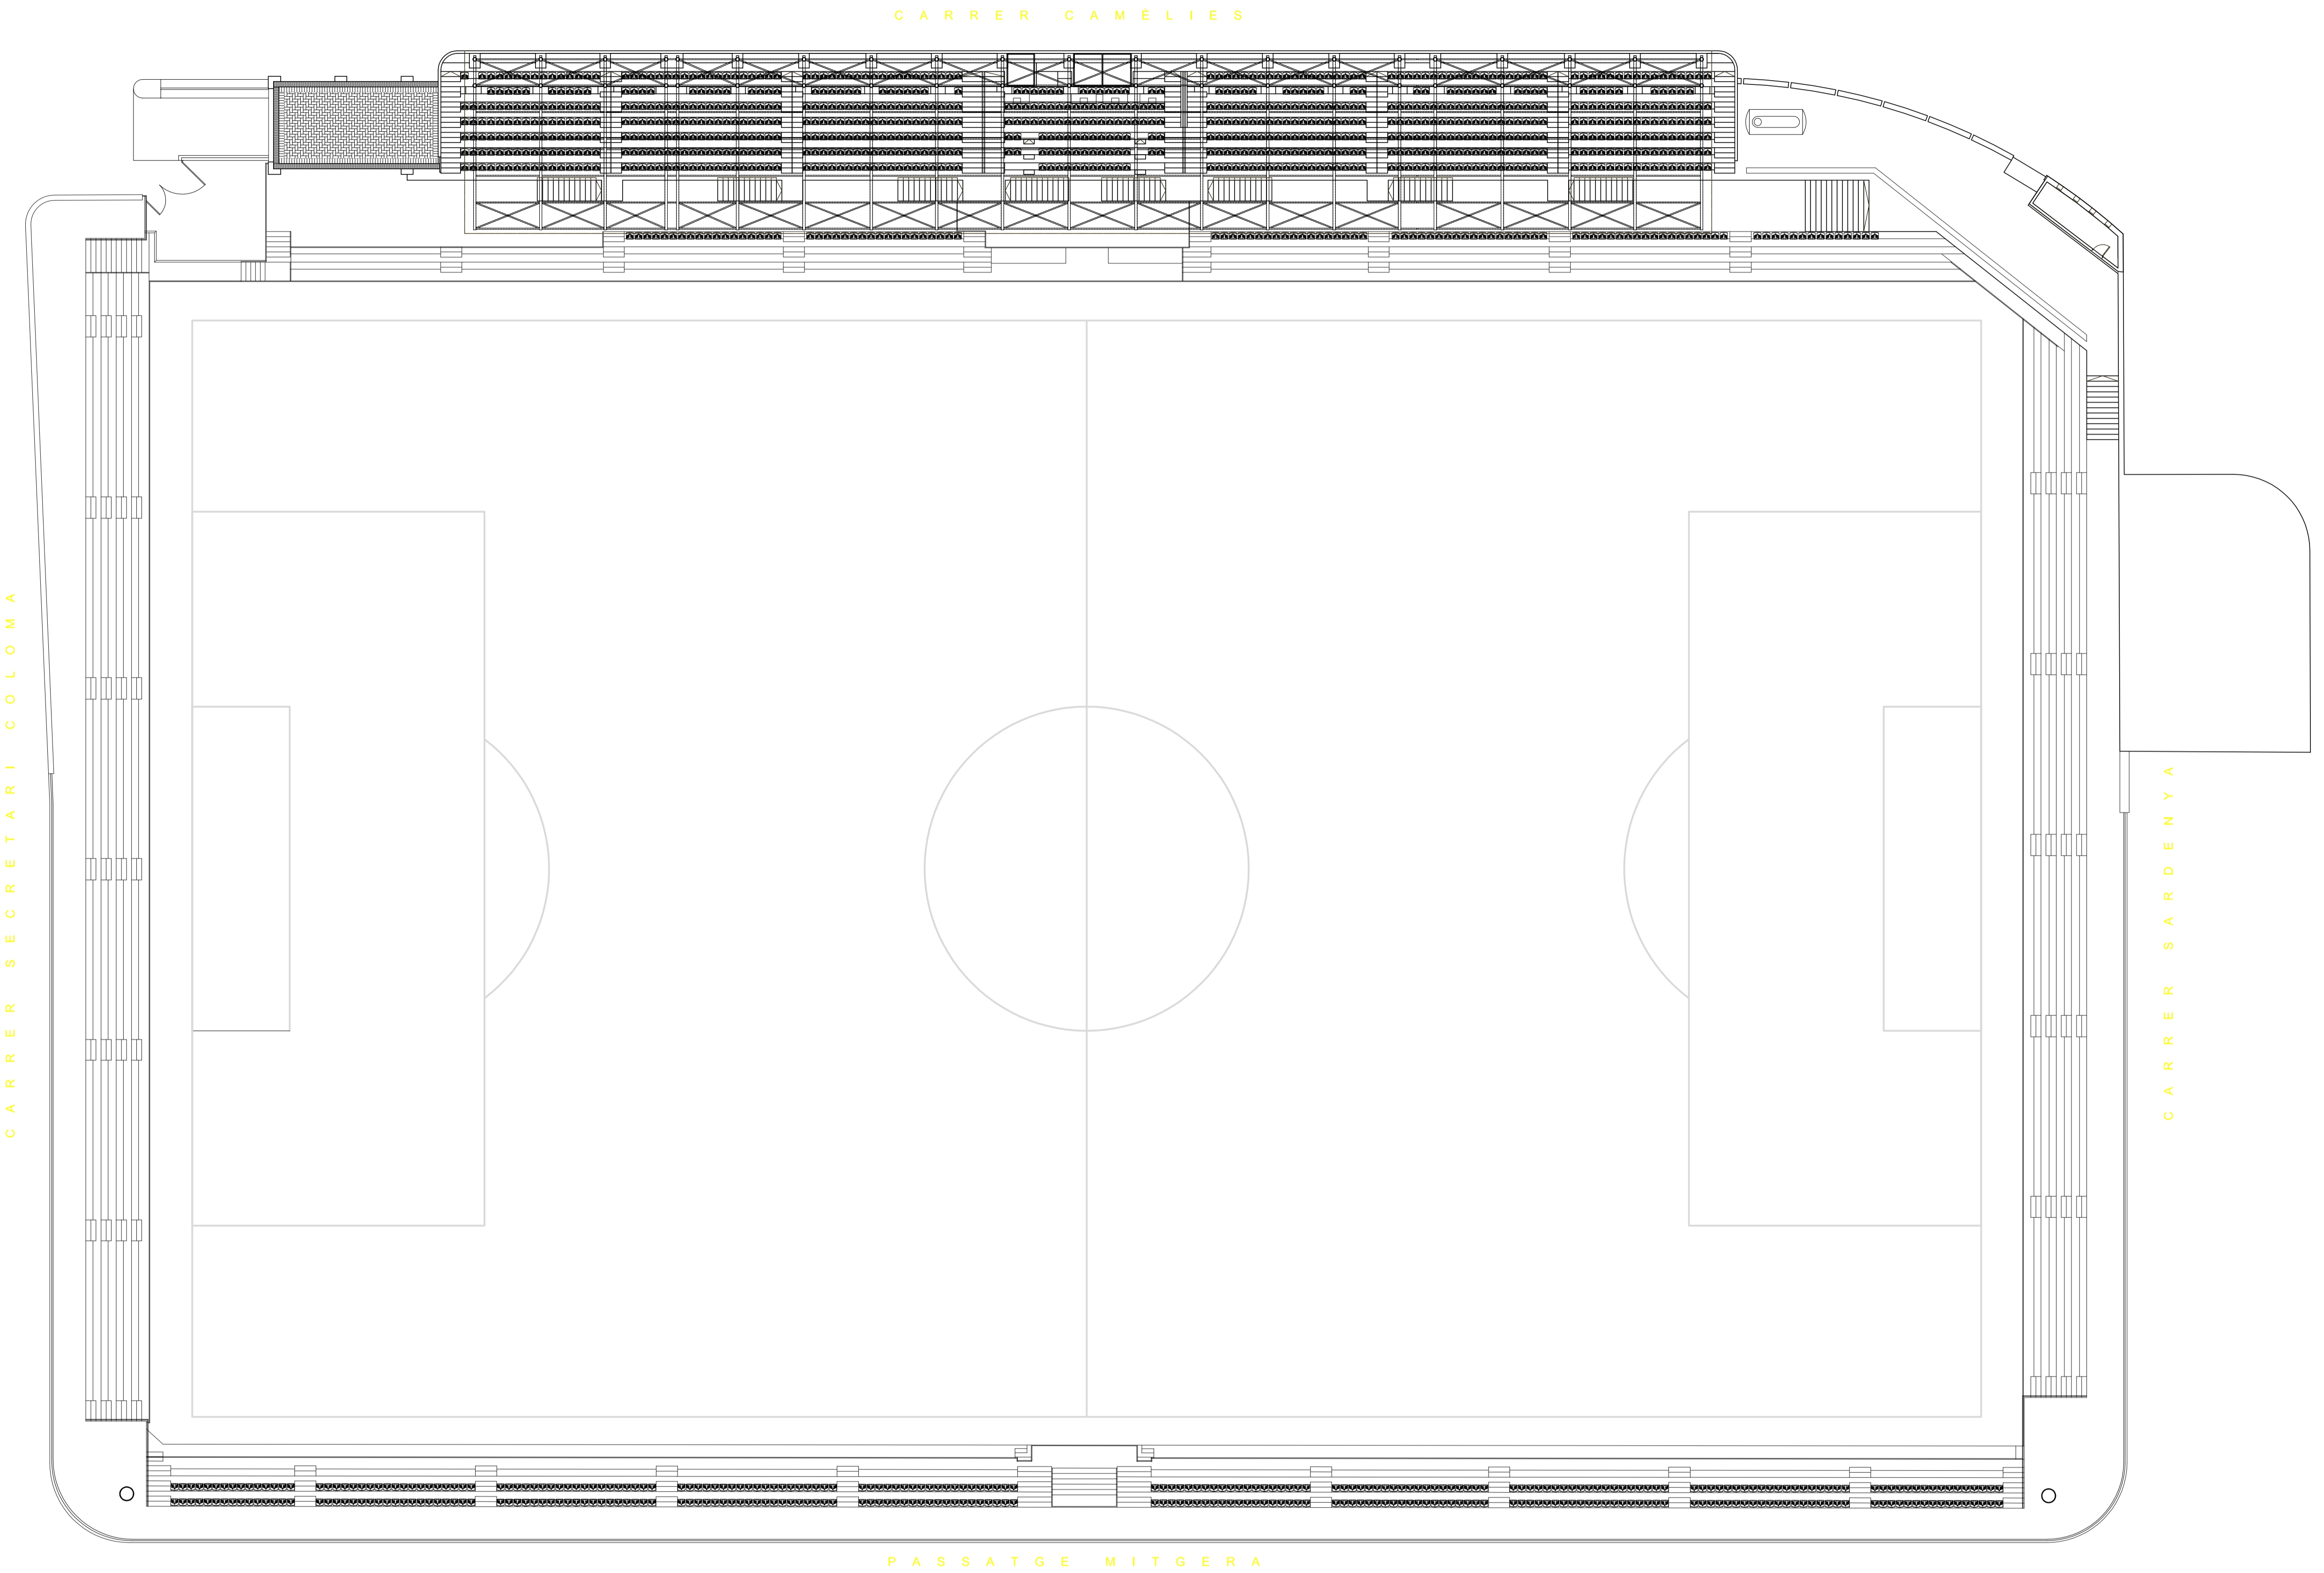 CARRER CAMÈLIES
CARRER SECRETARI COLOMA
CARRER SARDENYA
PASSATGE MITGERA